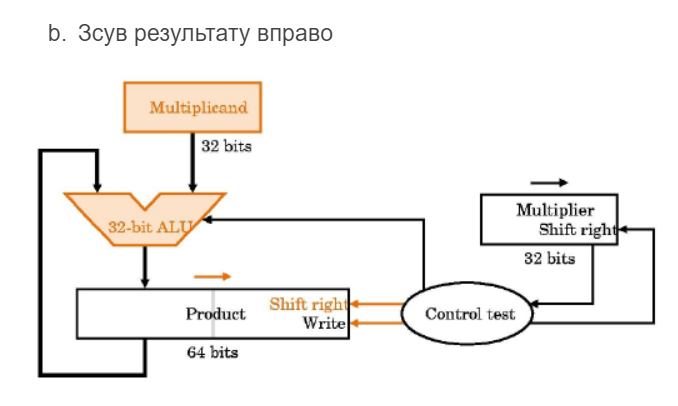 b. Зсув результату вправо
Multiplicand
32 bits
32-bit ALU
Multiplier
Shift right
32 bits
Product
Shift right
Write
64 bits
Control test